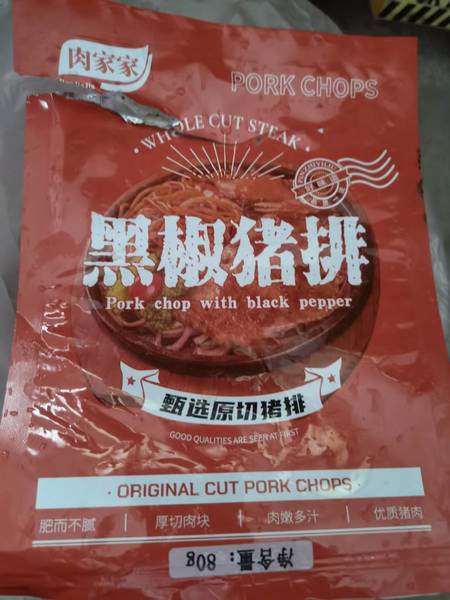 肉家家
PORK CHOPS
· WHOLE CUT STEAK ·
黑椒猪排
Pork chop with black pepper
甄选原切猪排
GOOD QUALITIES ARE SEEN AT FIRST
· ORIGINAL CUT PORK CHOPS ·
肥而不腻 | 厚切肉块 | 肉嫩多汁 | 优质猪肉
净含量：80g